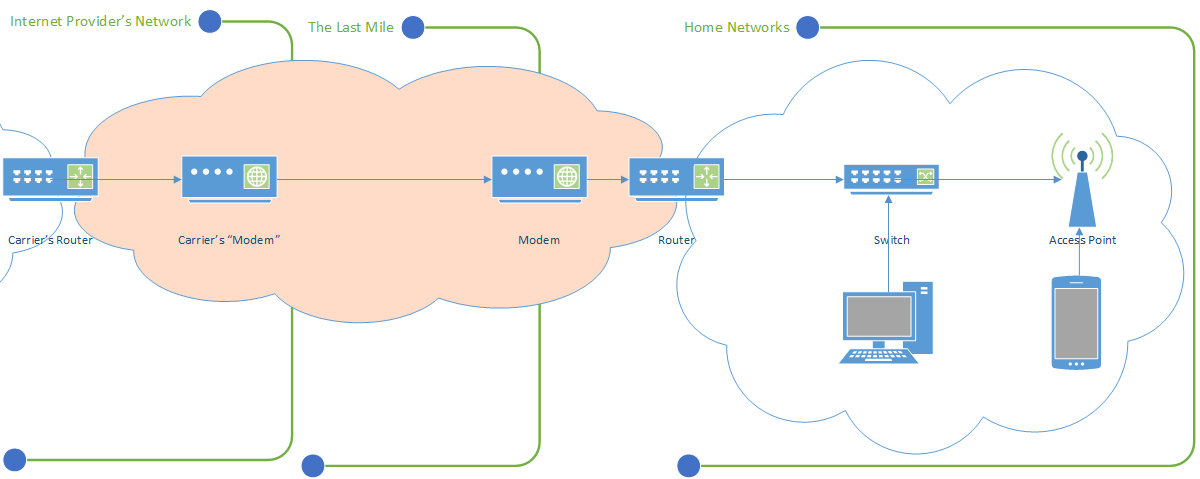 Internet Provider’s Network
The Last Mile
Home Networks
Carrier’s Router
Carrier’s “Modem”
Modem
Router
Switch
Access Point